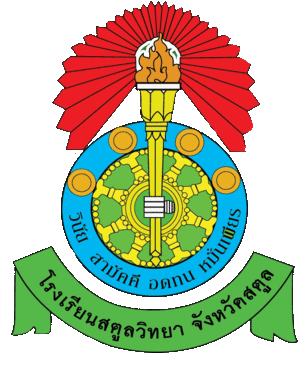 วินัย สามัคคี อดทน หมั่นเพียร
โรงเรียนสตูลวิทยา จังหวัดสตูล